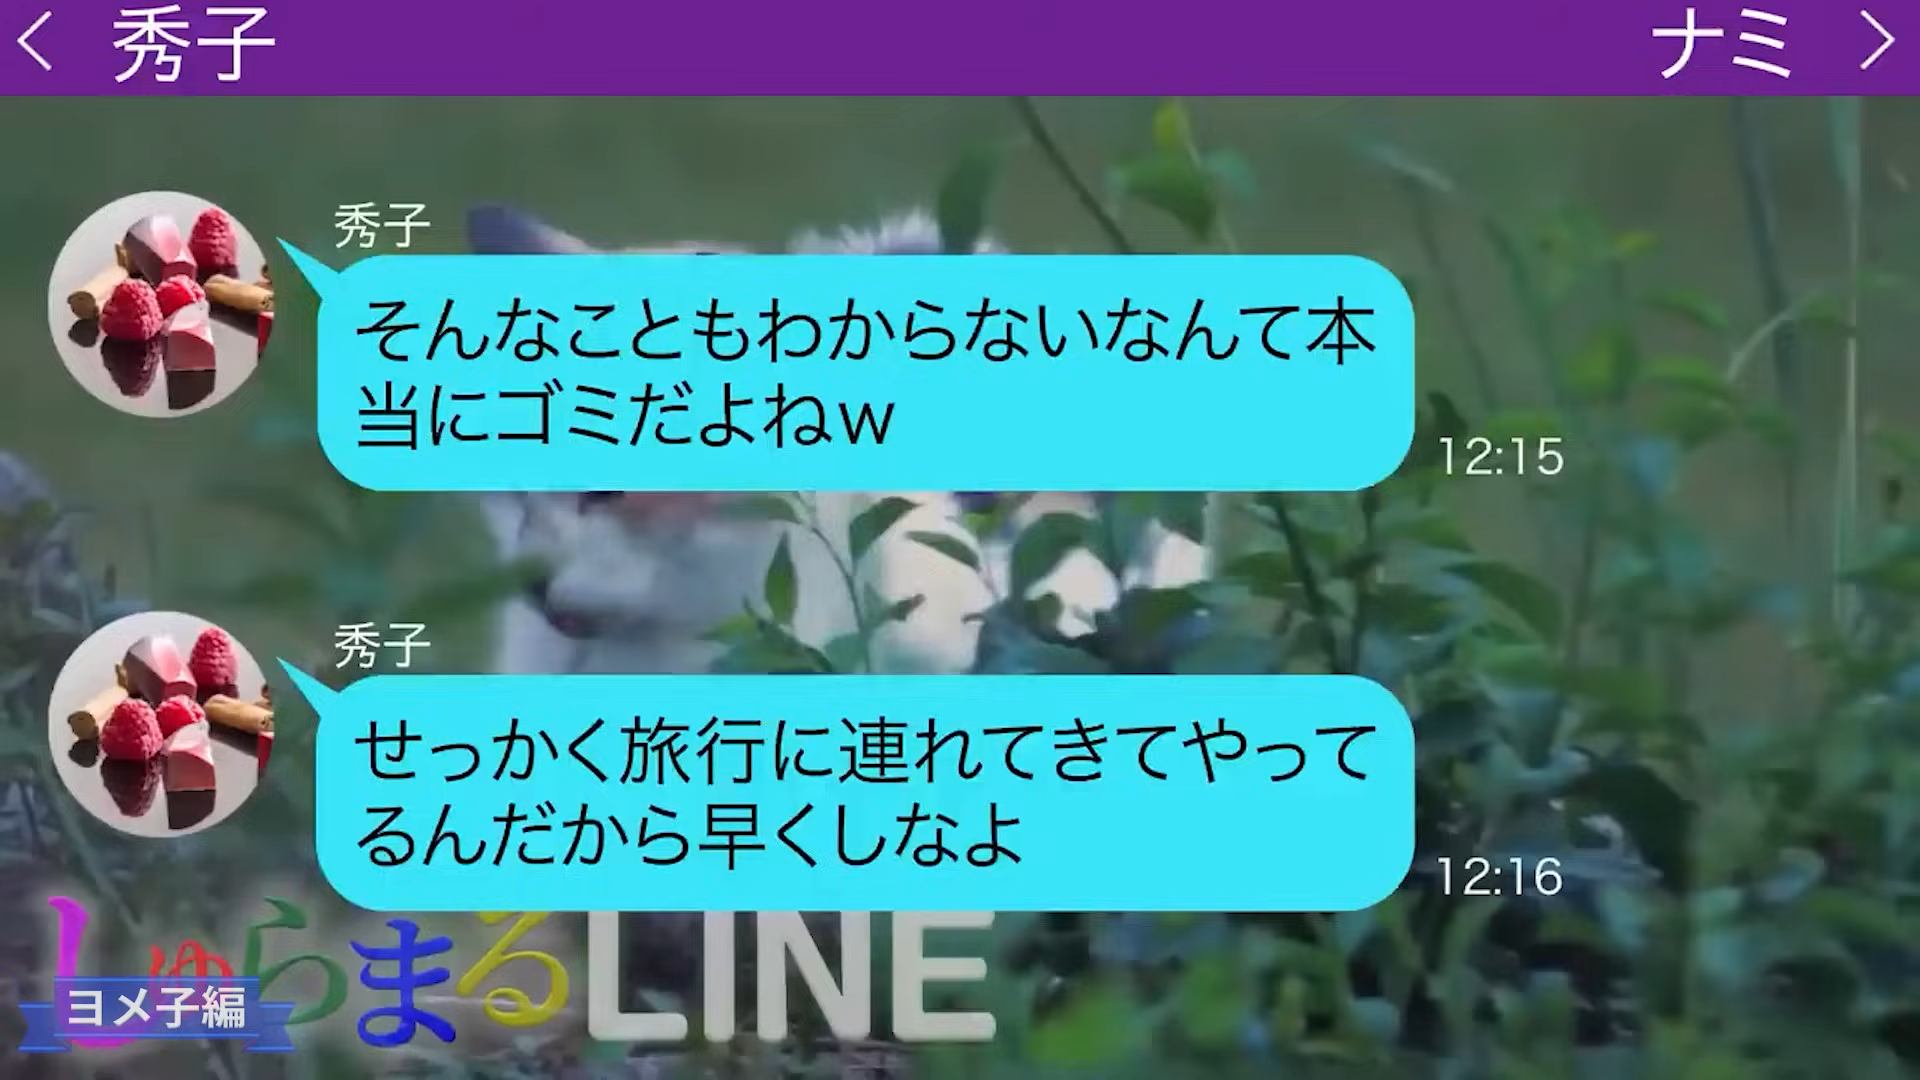 秀子
ナミ
秀子
そんなこともわからないなんて本
当にゴミだよねw
12:15
秀子
せっかく旅行に連れてきてやって
るんだから早くしなよ
12:16
しゅらまるLINE
ヨメ子編